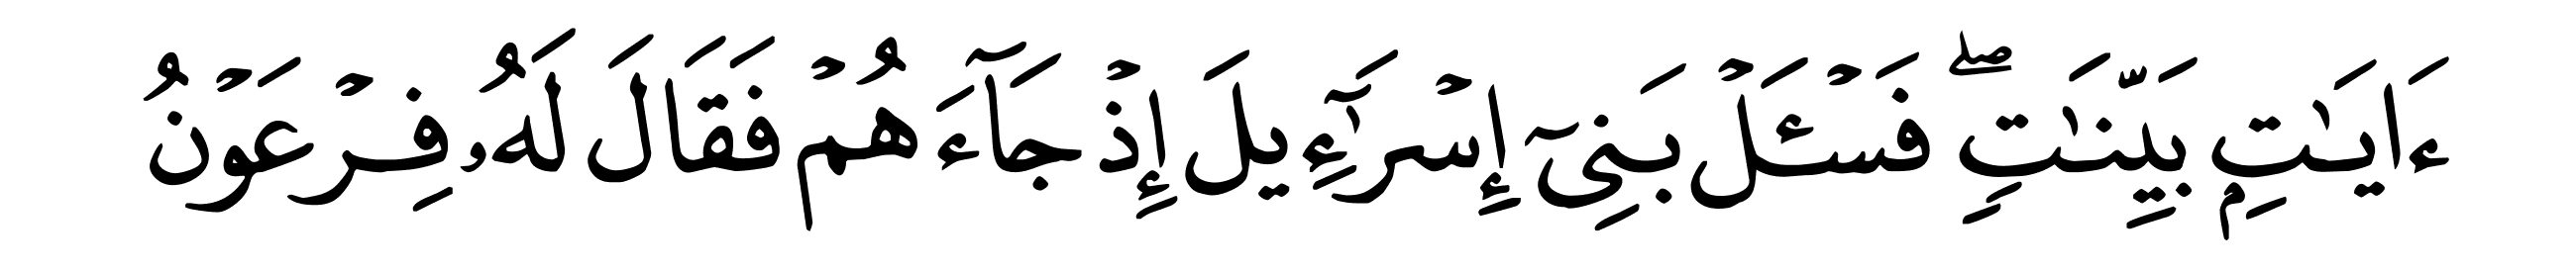 ءَايَٰتِۭ بَيِّنَٰتٖۖ فَسۡـَٔلۡ بَنِيٓ إِسۡرَٰٓءِيلَ إِذۡ جَآءَهُمۡ فَقَالَ لَهُۥ فِرۡعَوۡنُ